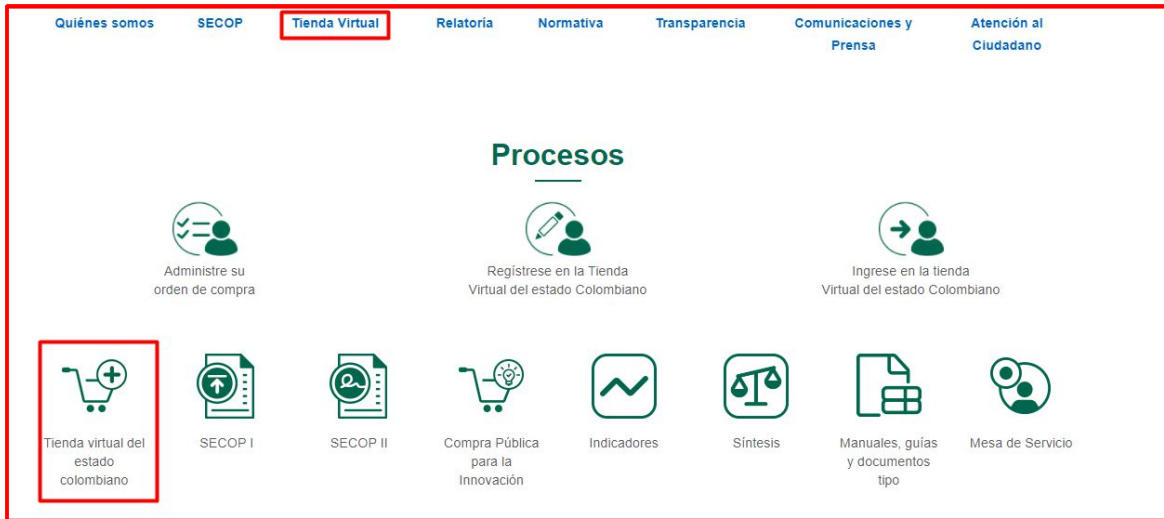 Quiénes somos
SECOP
Tienda Virtual
Relatoría
Normativa
Transparencia
Comunicaciones y
Prensa
Atención al
Ciudadano
Procesos
Administre su
orden de compra
Regístrese en la Tienda
Virtual del estado Colombiano
Ingrese en la tienda
Virtual del estado Colombiano
Tienda virtual del
estado
colombiano
SECOP I
SECOP II
Compra Pública
para la
Innovación
Indicadores
Síntesis
Manuales, guías
y documentos
tipo
Mesa de Servicio